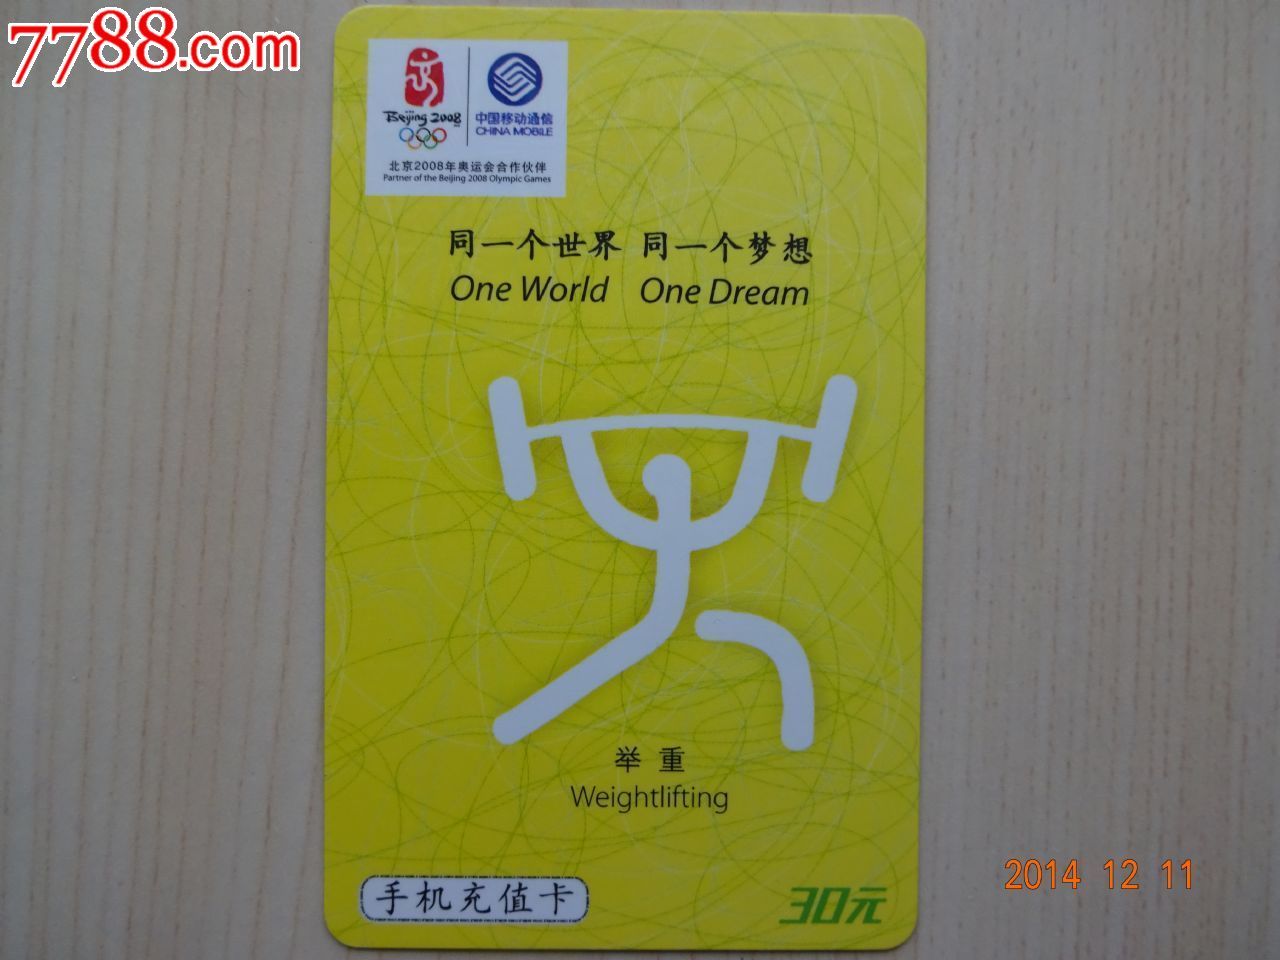 7788.com
Beijing 2008
中国移动通信
CHINA MOBILE
北京2008年奥运会合作伙伴
Partner of the Beijing 2008 Olympic Games
同一个世界 同一个梦想
One World One Dream
举重
Weightlifting
手机充值卡
30元
2014 12 11